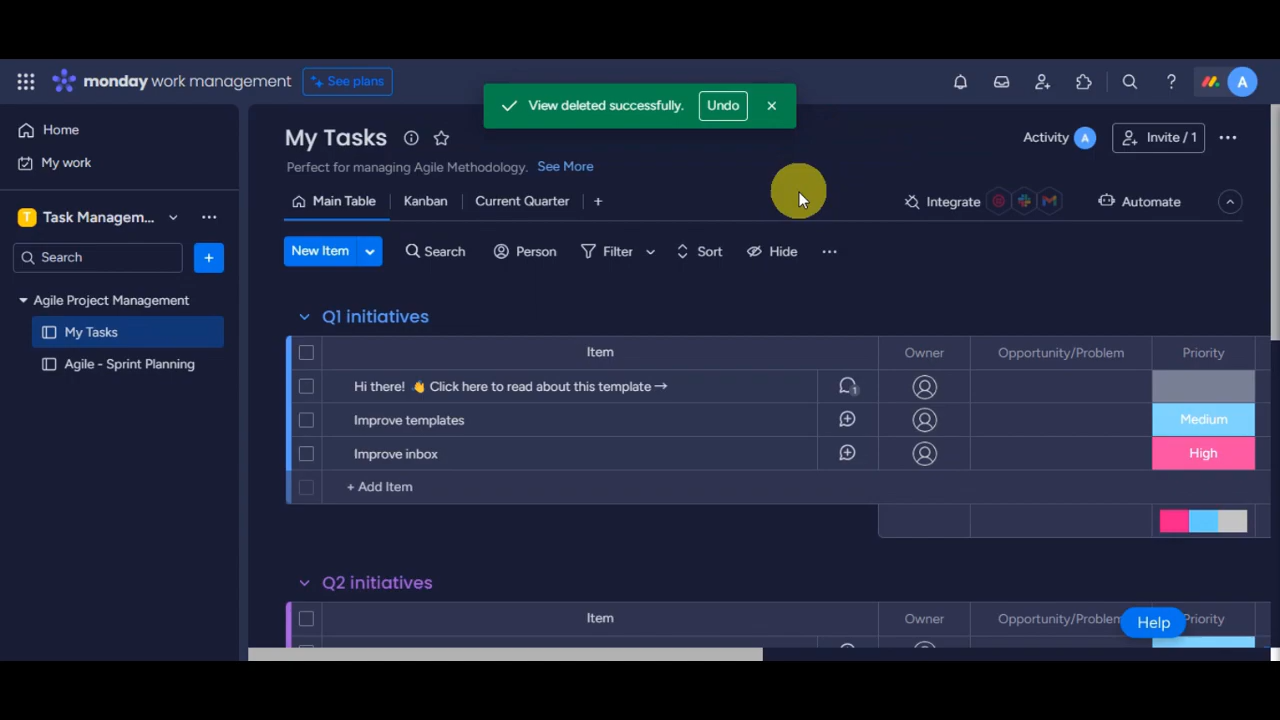 monday work management
See plans
View deleted successfully.
Undo
A
Home
My work
T Task Managem...
Search
Agile Project Management
My Tasks
Agile - Sprint Planning
My Tasks
Activity A
Invite / 1
Perfect for managing Agile Methodology. See More
Main Table
Kanban
Current Quarter
+
Integrate
Automate
New Item
Search
Person
Filter
Sort
Hide
Q1 initiatives
Item Owner Opportunity/Problem Priority
Hi there! 👋 Click here to read about this template → 1
Improve templates Medium
Improve inbox High
+ Add Item
Q2 initiatives
Item Owner Opportunity/Problem Priority
Help